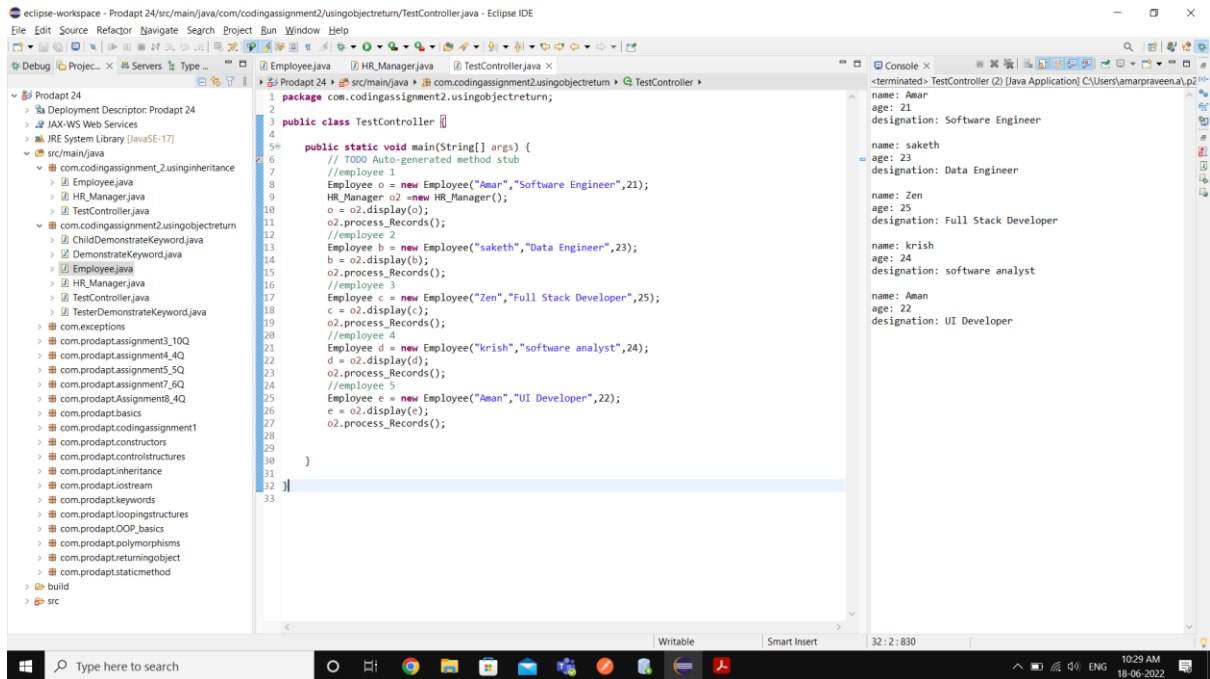 eclipse-workspace - Prodapt 24/src/main/java/com/codingassignment2/usingobjectreturn/TestController.java - Eclipse IDE
File Edit Source Refactor Navigate Search Project Run Window Help
Debug Projec... Servers Type ...
Prodapt 24
Deployment Descriptor: Prodapt 24
JAX-WS Web Services
JRE System Library [JavaSE-17]
src/main/java
com.codingassignment_2.usinginheritance
Employee.java
HR_Manager.java
TestController.java
com.codingassignment2.usingobjectreturn
ChildDemonstrateKeyword.java
DemonstrateKeyword.java
Employee.java
HR_Manager.java
TestController.java
TesterDemonstrateKeyword.java
com.exceptions
com.prodapt.assignment3_10Q
com.prodapt.assignment4_4Q
com.prodapt.assignment5_5Q
com.prodapt.assignment7_6Q
com.prodapt.Assignment8_4Q
com.prodapt.basics
com.prodapt.codingassignment1
com.prodapt.constructors
com.prodapt.controlstructures
com.prodapt.inheritance
com.prodapt.iostream
com.prodapt.keywords
com.prodapt.loopingstructures
com.prodapt.OOP_basics
com.prodapt.polymorphisms
com.prodapt.returningobject
com.prodapt.staticmethod
build
src
Employee.java HR_Manager.java TestController.java
Prodapt 24 src/main/java com.codingassignment2.usingobjectreturn TestController
1 package com.codingassignment2.usingobjectreturn;
2
3 public class TestController {
4
5 public static void main(String[] args) {
6 // TODO Auto-generated method stub
7 //employee 1
8 Employee o = new Employee("Amar","Software Engineer",21);
9 HR_Manager o2 =new HR_Manager();
10 o = o2.display(o);
11 o2.process_Records();
12 //employee 2
13 Employee b = new Employee("saketh","Data Engineer",23);
14 b = o2.display(b);
15 o2.process_Records();
16 //employee 3
17 Employee c = new Employee("Zen","Full Stack Developer",25);
18 c = o2.display(c);
19 o2.process_Records();
20 //employee 4
21 Employee d = new Employee("krish","software analyst",24);
22 d = o2.display(d);
23 o2.process_Records();
24 //employee 5
25 Employee e = new Employee("Aman","UI Developer",22);
26 e = o2.display(e);
27 o2.process_Records();
28
29
30 }
31
32 }
33
Console
<terminated> TestController (2) [Java Application] C:\Users\amarpraveen.a\.p2
name: Amar
age: 21
designation: Software Engineer
name: saketh
age: 23
designation: Data Engineer
name: Zen
age: 25
designation: Full Stack Developer
name: krish
age: 24
designation: software analyst
name: Aman
age: 22
designation: UI Developer
Writable Smart Insert 32 : 2 : 830
Type here to search
ENG 10:29 AM
18-06-2022